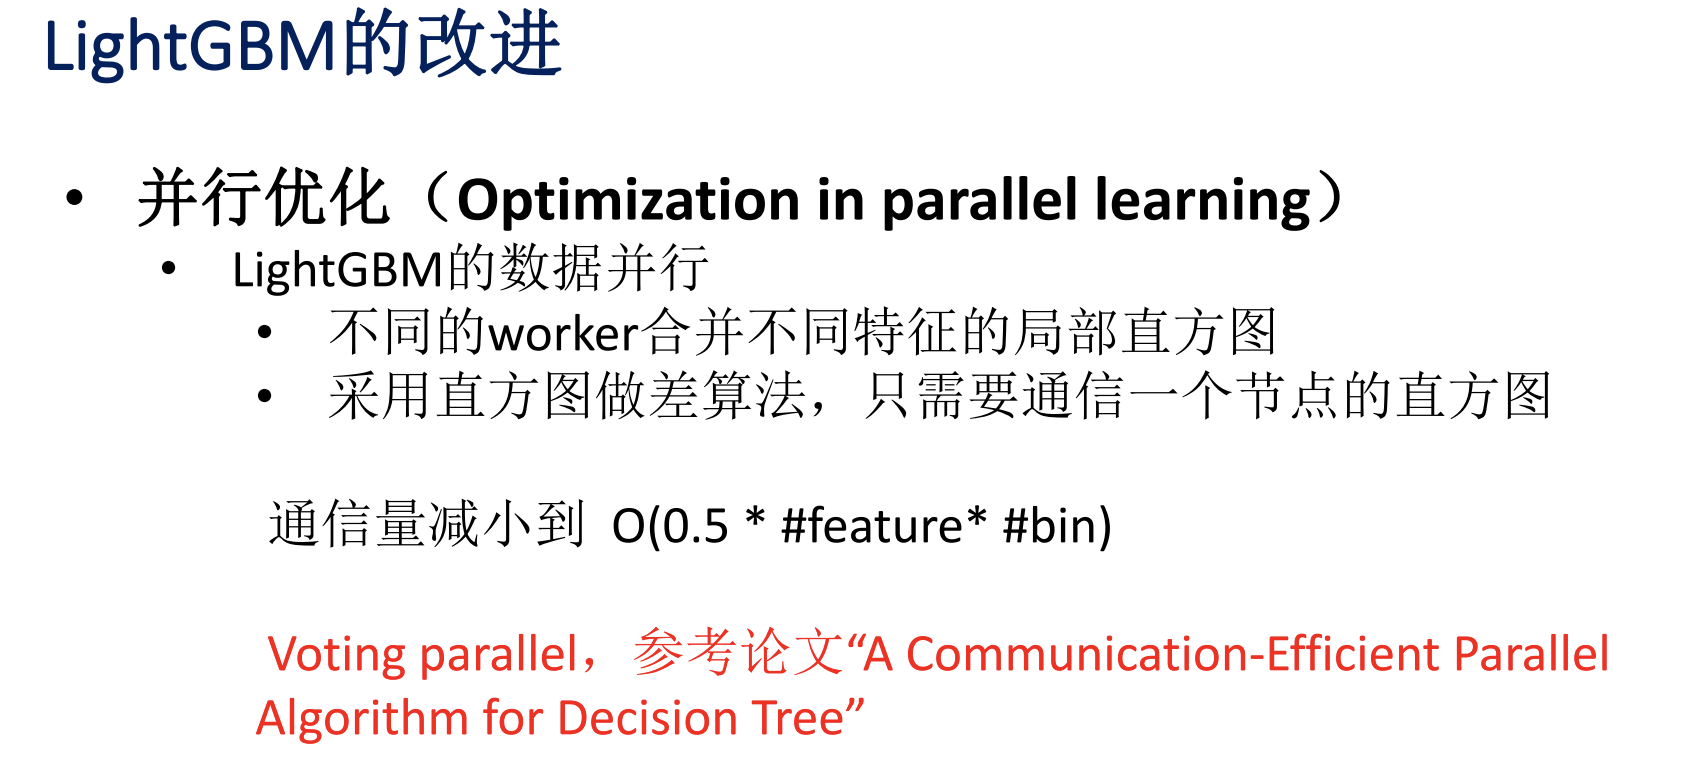 LightGBM的改进
• 并行优化（Optimization in parallel learning）
• LightGBM的数据并行
• 不同的worker合并不同特征的局部直方图
• 采用直方图做差算法，只需要通信一个节点的直方图
通信量减小到 O(0.5 * #feature* #bin)
Voting parallel，参考论文“A Communication-Efficient Parallel
Algorithm for Decision Tree”